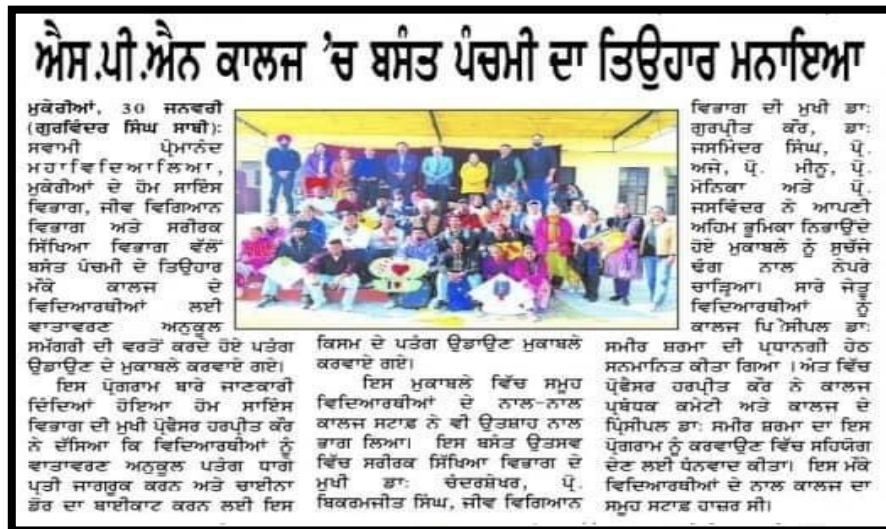 ਐਸ.ਪੀ.ਐਨ ਕਾਲਜ 'ਚ ਬਸੰਤ ਪੰਚਮੀ ਦਾ ਤਿਉਹਾਰ ਮਨਾਇਆ
ਮੁਕੇਰੀਆਂ, 30 ਜਨਵਰੀ
(ਗੁਰਵਿੰਦਰ ਸਿੰਘ ਸਾਬੀ):
ਸਵਾਮੀ ਪ੍ਰੇਮਾਨੰਦ
ਮਹਾਵਿਦਿਆਲਿਆ,
ਮੁਕੇਰੀਆਂ ਦੇ ਹੋਮ ਸਾਇੰਸ
ਵਿਭਾਗ, ਜੀਵ ਵਿਗਿਆਨ
ਵਿਭਾਗ ਅਤੇ ਸਰੀਰਕ
ਸਿੱਖਿਆ ਵਿਭਾਗ ਵੱਲੋਂ
ਬਸੰਤ ਪੰਚਮੀ ਦੇ ਤਿਉਹਾਰ
ਮੌਕੇ ਕਾਲਜ ਦੇ
ਵਿਦਿਆਰਥੀਆਂ ਲਈ
ਵਾਤਾਵਰਣ ਅਨੁਕੂਲ
ਸਮੱਗਰੀ ਦੀ ਵਰਤੋਂ ਕਰਦੇ ਹੋਏ ਪਤੰਗ
ਉਡਾਉਣ ਦੇ ਮੁਕਾਬਲੇ ਕਰਵਾਏ ਗਏ।
ਇਸ ਪ੍ਰੋਗਰਾਮ ਬਾਰੇ ਜਾਣਕਾਰੀ
ਦਿੰਦਿਆਂ ਹੋਇਆ ਹੋਮ ਸਾਇੰਸ
ਵਿਭਾਗ ਦੀ ਮੁਖੀ ਪ੍ਰੋਫੈਸਰ ਹਰਪ੍ਰੀਤ ਕੌਰ
ਨੇ ਦੱਸਿਆ ਕਿ ਵਿਦਿਆਰਥੀਆਂ ਨੂੰ
ਵਾਤਾਵਰਣ ਅਨੁਕੂਲ ਪਤੰਗ ਧਾਗੇ
ਪ੍ਰਤੀ ਜਾਗਰੂਕ ਕਰਨ ਅਤੇ ਚਾਈਨਾ
ਡੋਰ ਦਾ ਬਾਈਕਾਟ ਕਰਨ ਲਈ ਇਸ
ਕਿਸਮ ਦੇ ਪਤੰਗ ਉਡਾਉਣ ਮੁਕਾਬਲੇ
ਕਰਵਾਏ ਗਏ।
ਇਸ ਮੁਕਾਬਲੇ ਵਿੱਚ ਸਮੂਹ
ਵਿਦਿਆਰਥੀਆਂ ਦੇ ਨਾਲ-ਨਾਲ
ਕਾਲਜ ਸਟਾਫ਼ ਨੇ ਵੀ ਉਤਸ਼ਾਹ ਨਾਲ
ਭਾਗ ਲਿਆ। ਇਸ ਬਸੰਤ ਉਤਸਵ
ਵਿੱਚ ਸਰੀਰਕ ਸਿੱਖਿਆ ਵਿਭਾਗ ਦੇ
ਮੁਖੀ ਡਾ: ਚੰਦਰਸ਼ੇਖਰ, ਪ੍ਰੋ.
ਬਿਕਰਮਜੀਤ ਸਿੰਘ, ਜੀਵ ਵਿਗਿਆਨ
ਵਿਭਾਗ ਦੀ ਮੁਖੀ ਡਾ:
ਗੁਰਪ੍ਰੀਤ ਕੌਰ, ਡਾ:
ਜਸਮਿੰਦਰ ਸਿੰਘ, ਪ੍ਰੋ.
ਅਜੇ, ਪ੍ਰੋ. ਮੀਨੂ, ਪ੍ਰੋ.
ਮੋਨਿਕਾ ਅਤੇ ਪ੍ਰੋ.
ਜਸਵਿੰਦਰ ਨੇ ਆਪਣੀ
ਅਹਿਮ ਭੂਮਿਕਾ ਨਿਭਾਉਂਦੇ
ਹੋਏ ਮੁਕਾਬਲੇ ਨੂੰ ਸੁਚੱਜੇ
ਢੰਗ ਨਾਲ ਨੇਪਰੇ
ਚਾੜ੍ਹਿਆ। ਸਾਰੇ ਜੇਤੂ
ਵਿਦਿਆਰਥੀਆਂ ਨੂੰ
ਕਾਲਜ ਪ੍ਰਿੰਸੀਪਲ ਡਾ:
ਸਮੀਰ ਸ਼ਰਮਾ ਦੀ ਪ੍ਰਧਾਨਗੀ ਹੇਠ
ਸਨਮਾਨਿਤ ਕੀਤਾ ਗਿਆ । ਅੰਤ ਵਿੱਚ
ਪ੍ਰੋਫੈਸਰ ਹਰਪ੍ਰੀਤ ਕੌਰ ਨੇ ਕਾਲਜ
ਪ੍ਰਬੰਧਕ ਕਮੇਟੀ ਅਤੇ ਕਾਲਜ ਦੇ
ਪ੍ਰਿੰਸੀਪਲ ਡਾ: ਸਮੀਰ ਸ਼ਰਮਾ ਦਾ ਇਸ
ਪ੍ਰੋਗਰਾਮ ਨੂੰ ਕਰਵਾਉਣ ਵਿੱਚ ਸਹਿਯੋਗ
ਦੇਣ ਲਈ ਧੰਨਵਾਦ ਕੀਤਾ। ਇਸ ਮੌਕੇ
ਵਿਦਿਆਰਥੀਆਂ ਦੇ ਨਾਲ ਕਾਲਜ ਦਾ
ਸਮੂਹ ਸਟਾਫ਼ ਹਾਜ਼ਰ ਸੀ।